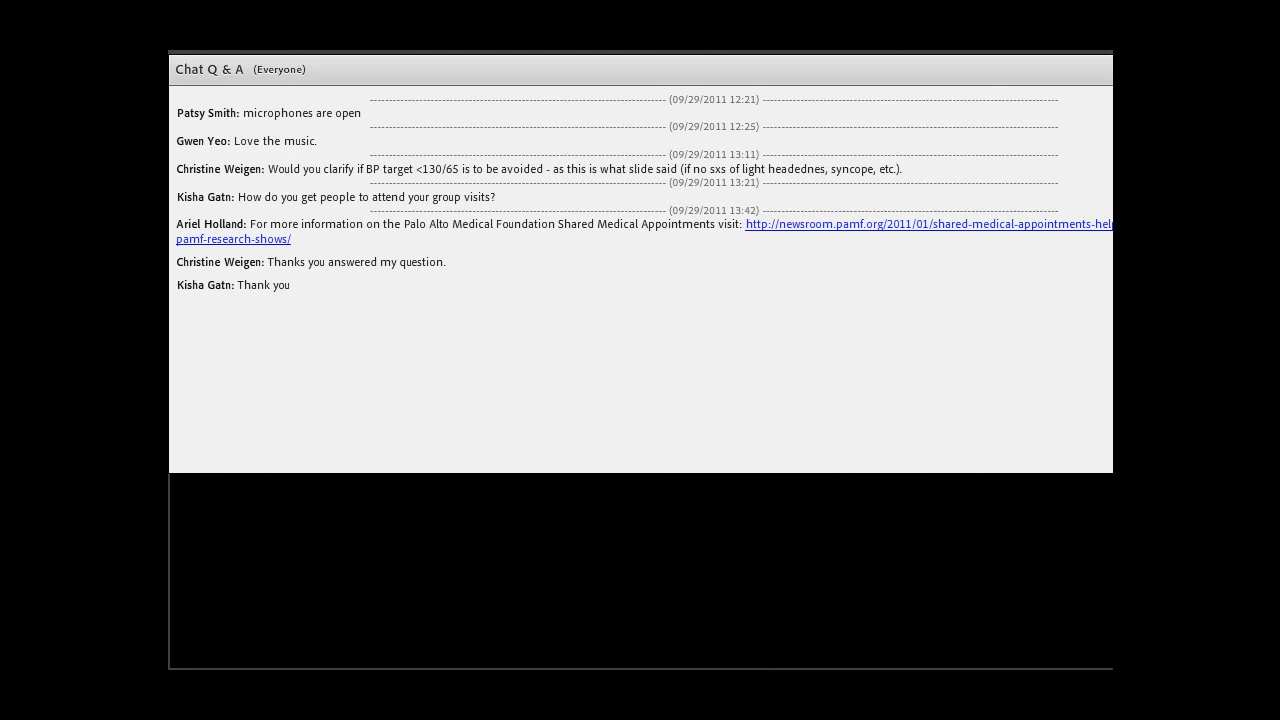 Chat Q & A (Everyone)
------------------------------------------------------------------------------- (09/29/2011 12:21) -------------------------------------------------------------------------------
Patsy Smith: microphones are open
------------------------------------------------------------------------------- (09/29/2011 12:25) -------------------------------------------------------------------------------
Gwen Yeo: Love the music.
------------------------------------------------------------------------------- (09/29/2011 13:11) -------------------------------------------------------------------------------
Christine Weigen: Would you clarify if BP target <130/65 is to be avoided - as this is what slide said (if no sxs of light headednes, syncope, etc.).
------------------------------------------------------------------------------- (09/29/2011 13:21) -------------------------------------------------------------------------------
Kisha Gatn: How do you get people to attend your group visits?
------------------------------------------------------------------------------- (09/29/2011 13:42) -------------------------------------------------------------------------------
Ariel Holland: For more information on the Palo Alto Medical Foundation Shared Medical Appointments visit: http://newsroom.pamf.org/2011/01/shared-medical-appointments-help
pamf-research-shows/
Christine Weigen: Thanks you answered my question.
Kisha Gatn: Thank you